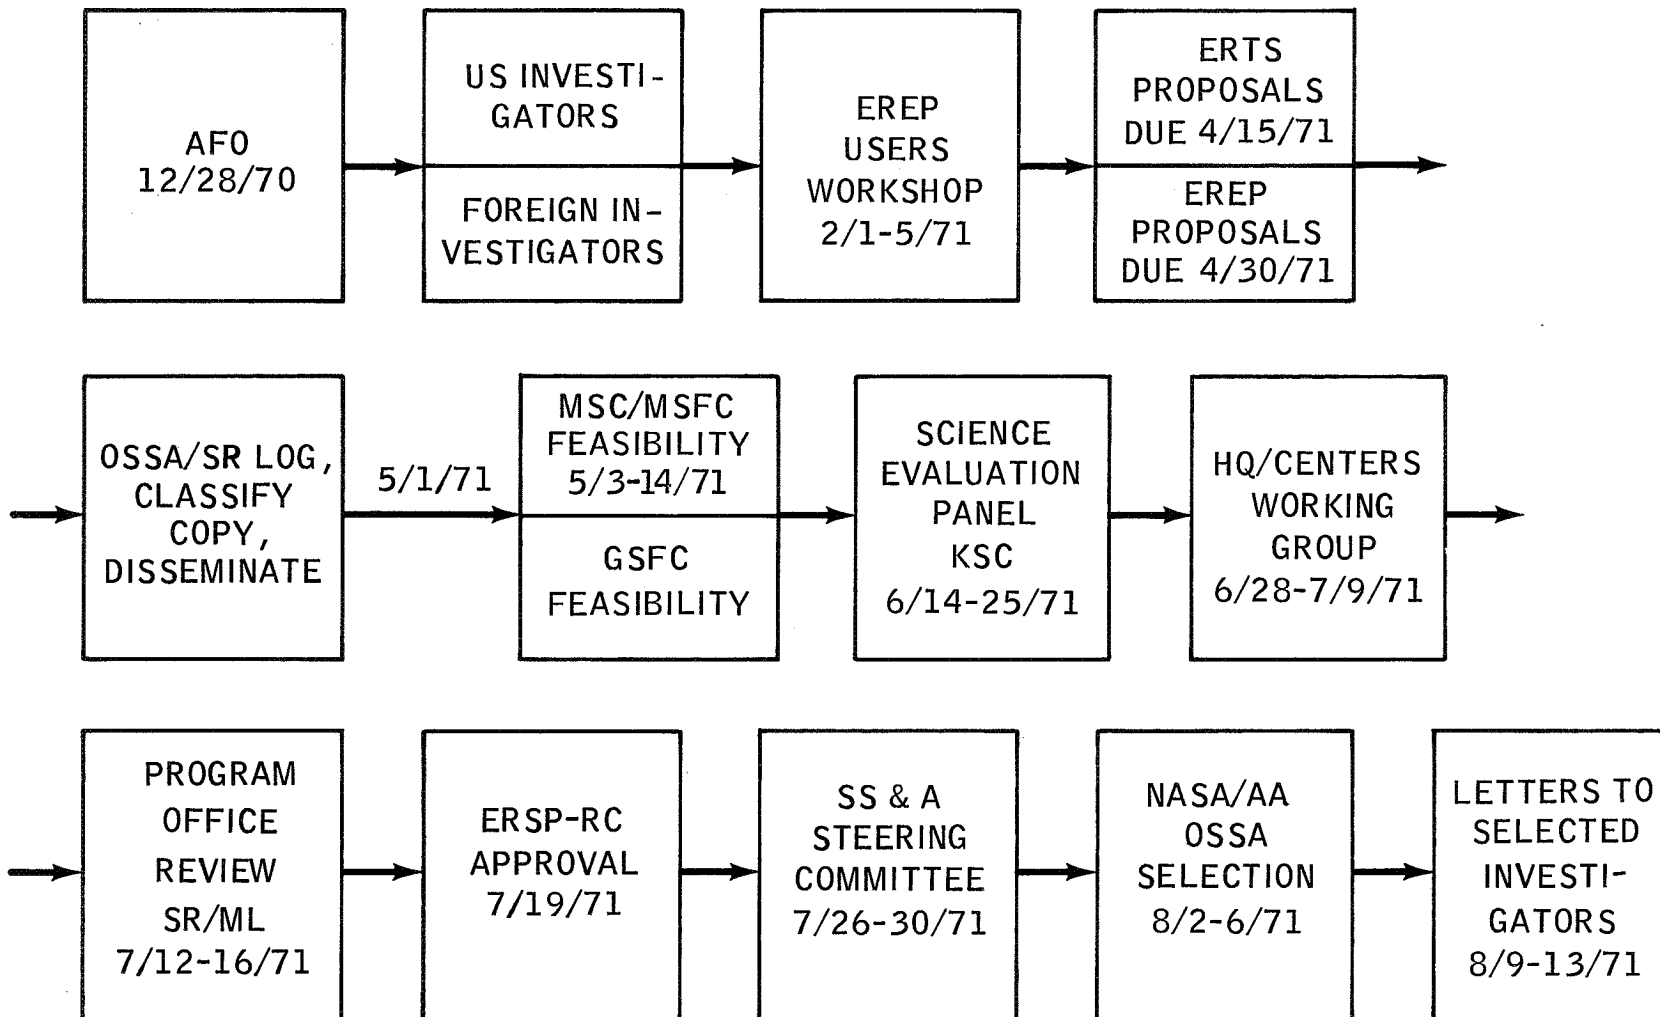 AFO
12/28/70
US INVESTI-
GATORS
FOREIGN IN-
VESTIGATORS
EREP
USERS
WORKSHOP
2/1-5/71
ERTS
PROPOSALS
DUE 4/15/71
EREP
PROPOSALS
DUE 4/30/71
OSSA/SR LOG,
CLASSIFY
COPY,
DISSEMINATE
5/1/71
MSC/MSFC
FEASIBILITY
5/3-14/71
GSFC
FEASIBILITY
SCIENCE
EVALUATION
PANEL
KSC
6/14-25/71
HQ/CENTERS
WORKING
GROUP
6/28-7/9/71
PROGRAM
OFFICE
REVIEW
SR/ML
7/12-16/71
ERSP-RC
APPROVAL
7/19/71
SS & A
STEERING
COMMITTEE
7/26-30/71
NASA/AA
OSSA
SELECTION
8/2-6/71
LETTERS TO
SELECTED
INVESTI-
GATORS
8/9-13/71